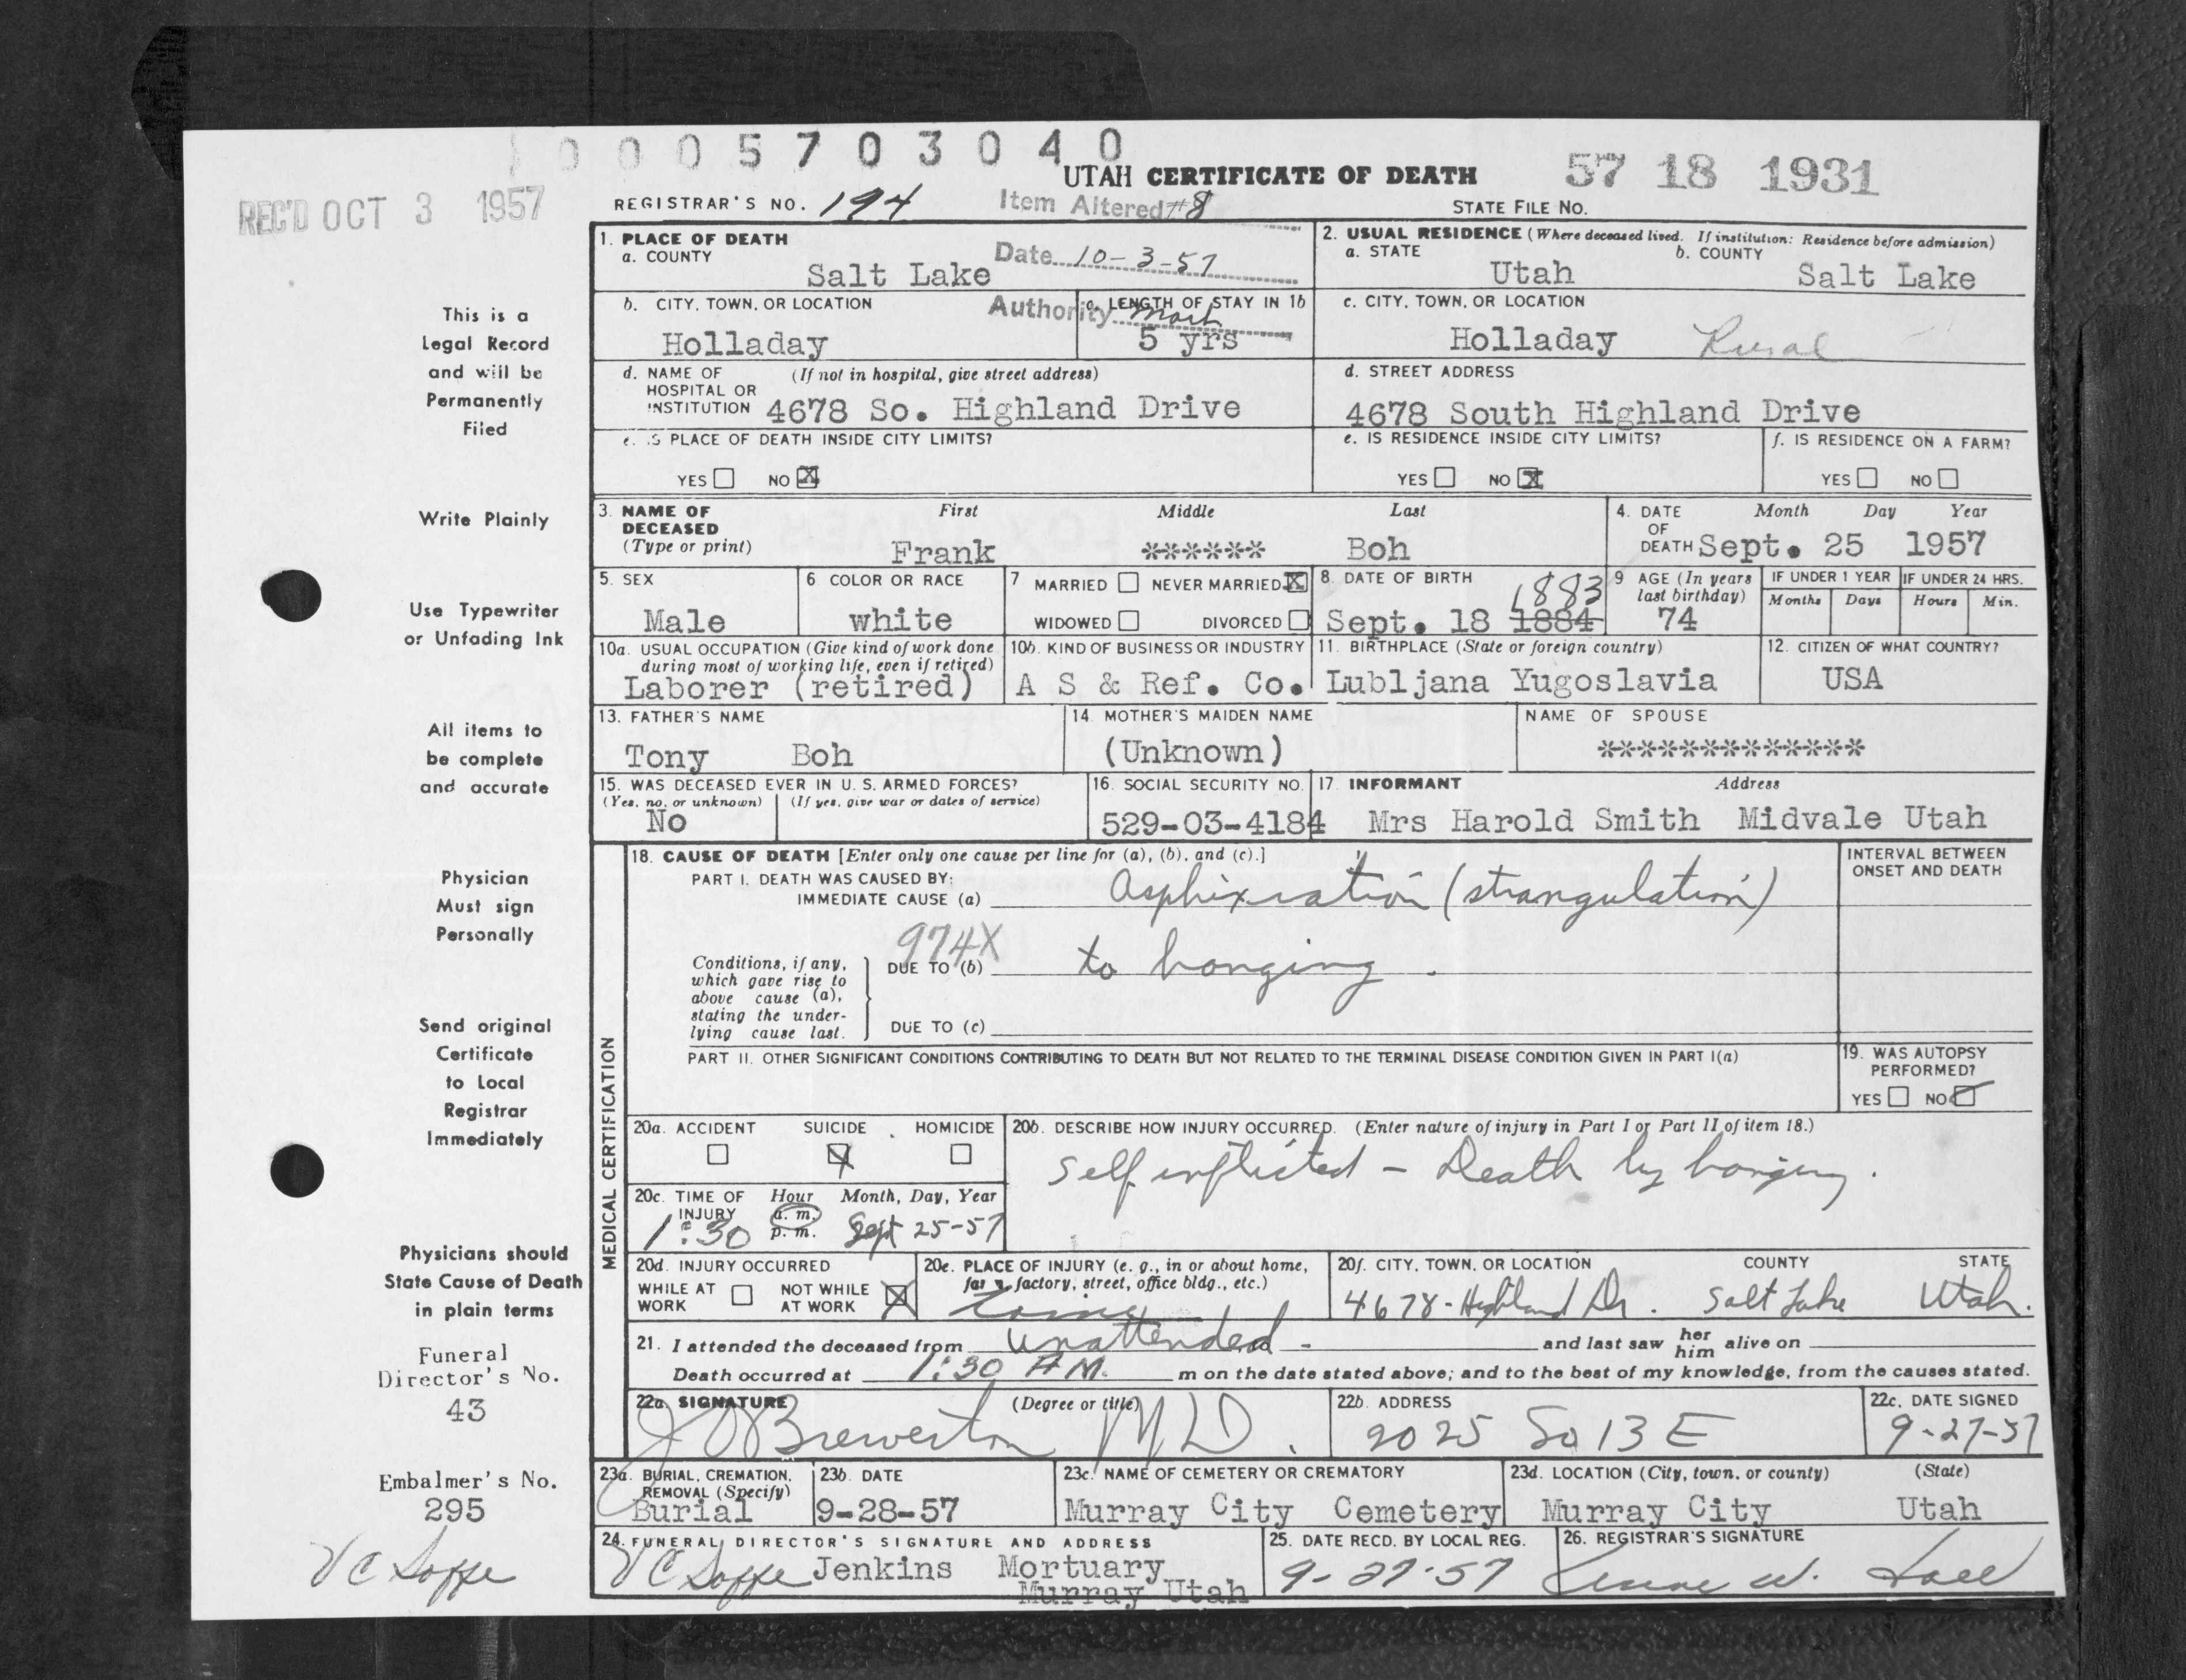 0005703040
UTAH CERTIFICATE OF DEATH
57 18 1931
REC'D OCT 3 1957
REGISTRAR'S NO. 194
Item Altered #8
STATE FILE NO.
1. PLACE OF DEATH
a. COUNTY
Salt Lake
Date 10-3-57
2. USUAL RESIDENCE (Where deceased lived. If institution: Residence before admission)
a. STATE
Utah
b. COUNTY
Salt Lake
b. CITY, TOWN, OR LOCATION
Holladay
Authority
c. LENGTH OF STAY IN 1b
5 yrs
c. CITY, TOWN, OR LOCATION
Holladay Rural
d. NAME OF HOSPITAL OR INSTITUTION (If not in hospital, give street address)
4678 So. Highland Drive
d. STREET ADDRESS
4678 South Highland Drive
e. IS PLACE OF DEATH INSIDE CITY LIMITS?
YES NO X
e. IS RESIDENCE INSIDE CITY LIMITS?
YES NO X
f. IS RESIDENCE ON A FARM?
YES NO
3. NAME OF DECEASED (Type or print)
First Middle Last
Frank ****** Boh
4. DATE OF DEATH
Month Day Year
Sept. 25 1957
5. SEX
Male
6 COLOR OR RACE
white
7 MARRIED NEVER MARRIED X
WIDOWED DIVORCED
8. DATE OF BIRTH
1883
Sept. 18 1884
9 AGE (In years last birthday)
74
IF UNDER 1 YEAR
Months Days
IF UNDER 24 HRS.
Hours Min.
10a. USUAL OCCUPATION (Give kind of work done during most of working life, even if retired)
Laborer (retired)
10b. KIND OF BUSINESS OR INDUSTRY
A S & Ref. Co.
11. BIRTHPLACE (State or foreign country)
Lubljana Yugoslavia
12. CITIZEN OF WHAT COUNTRY?
USA
13. FATHER'S NAME
Tony Boh
14. MOTHER'S MAIDEN NAME
(Unknown)
NAME OF SPOUSE
*************
15. WAS DECEASED EVER IN U. S. ARMED FORCES?
(Yes, no, or unknown) (If yes, give war or dates of service)
No
16. SOCIAL SECURITY NO.
529-03-4184
17. INFORMANT Address
Mrs Harold Smith Midvale Utah
MEDICAL CERTIFICATION
18. CAUSE OF DEATH [Enter only one cause per line for (a), (b), and (c).]
PART I. DEATH WAS CAUSED BY:
IMMEDIATE CAUSE (a) Asphixiation (strangulation)
INTERVAL BETWEEN ONSET AND DEATH
974X
Conditions, if any, which gave rise to above cause (a), stating the underlying cause last.
DUE TO (b) to hanging.
DUE TO (c)
PART II. OTHER SIGNIFICANT CONDITIONS CONTRIBUTING TO DEATH BUT NOT RELATED TO THE TERMINAL DISEASE CONDITION GIVEN IN PART I(a)
19. WAS AUTOPSY PERFORMED?
YES NO
20a. ACCIDENT SUICIDE HOMICIDE
20b. DESCRIBE HOW INJURY OCCURRED. (Enter nature of injury in Part I or Part II of item 18.)
Self inflicted - Death by hanging.
20c. TIME OF INJURY
Hour Month, Day, Year
1:30 a. m. p. m. Sept 25-57
20d. INJURY OCCURRED
WHILE AT WORK NOT WHILE AT WORK X
20e. PLACE OF INJURY (e. g., in or about home, farm, factory, street, office bldg., etc.)
20f. CITY, TOWN, OR LOCATION COUNTY STATE
4678 - Highland Dr. Salt Lake Utah.
21. I attended the deceased from unattended - and last saw her him alive on
Death occurred at 1:30 A M. m on the date stated above; and to the best of my knowledge, from the causes stated.
22a. SIGNATURE (Degree or title)
Brewerton M D.
22b. ADDRESS
2025 So 13 E
22c. DATE SIGNED
9-27-57
23a. BURIAL, CREMATION, REMOVAL (Specify)
Burial
23b. DATE
9-28-57
23c. NAME OF CEMETERY OR CREMATORY
Murray City Cemetery
23d. LOCATION (City, town, or county) (State)
Murray City Utah
24. FUNERAL DIRECTOR'S SIGNATURE AND ADDRESS
Jenkins Mortuary
Murray Utah
25. DATE RECD. BY LOCAL REG.
9-27-57
26. REGISTRAR'S SIGNATURE
This is a
Legal Record
and will be
Permanently
Filed
Write Plainly
Use Typewriter
or Unfading Ink
All items to
be complete
and accurate
Physician
Must sign
Personally
Send original
Certificate
to Local
Registrar
Immediately
Physicians should
State Cause of Death
in plain terms
Funeral
Director's No.
43
Embalmer's No.
295